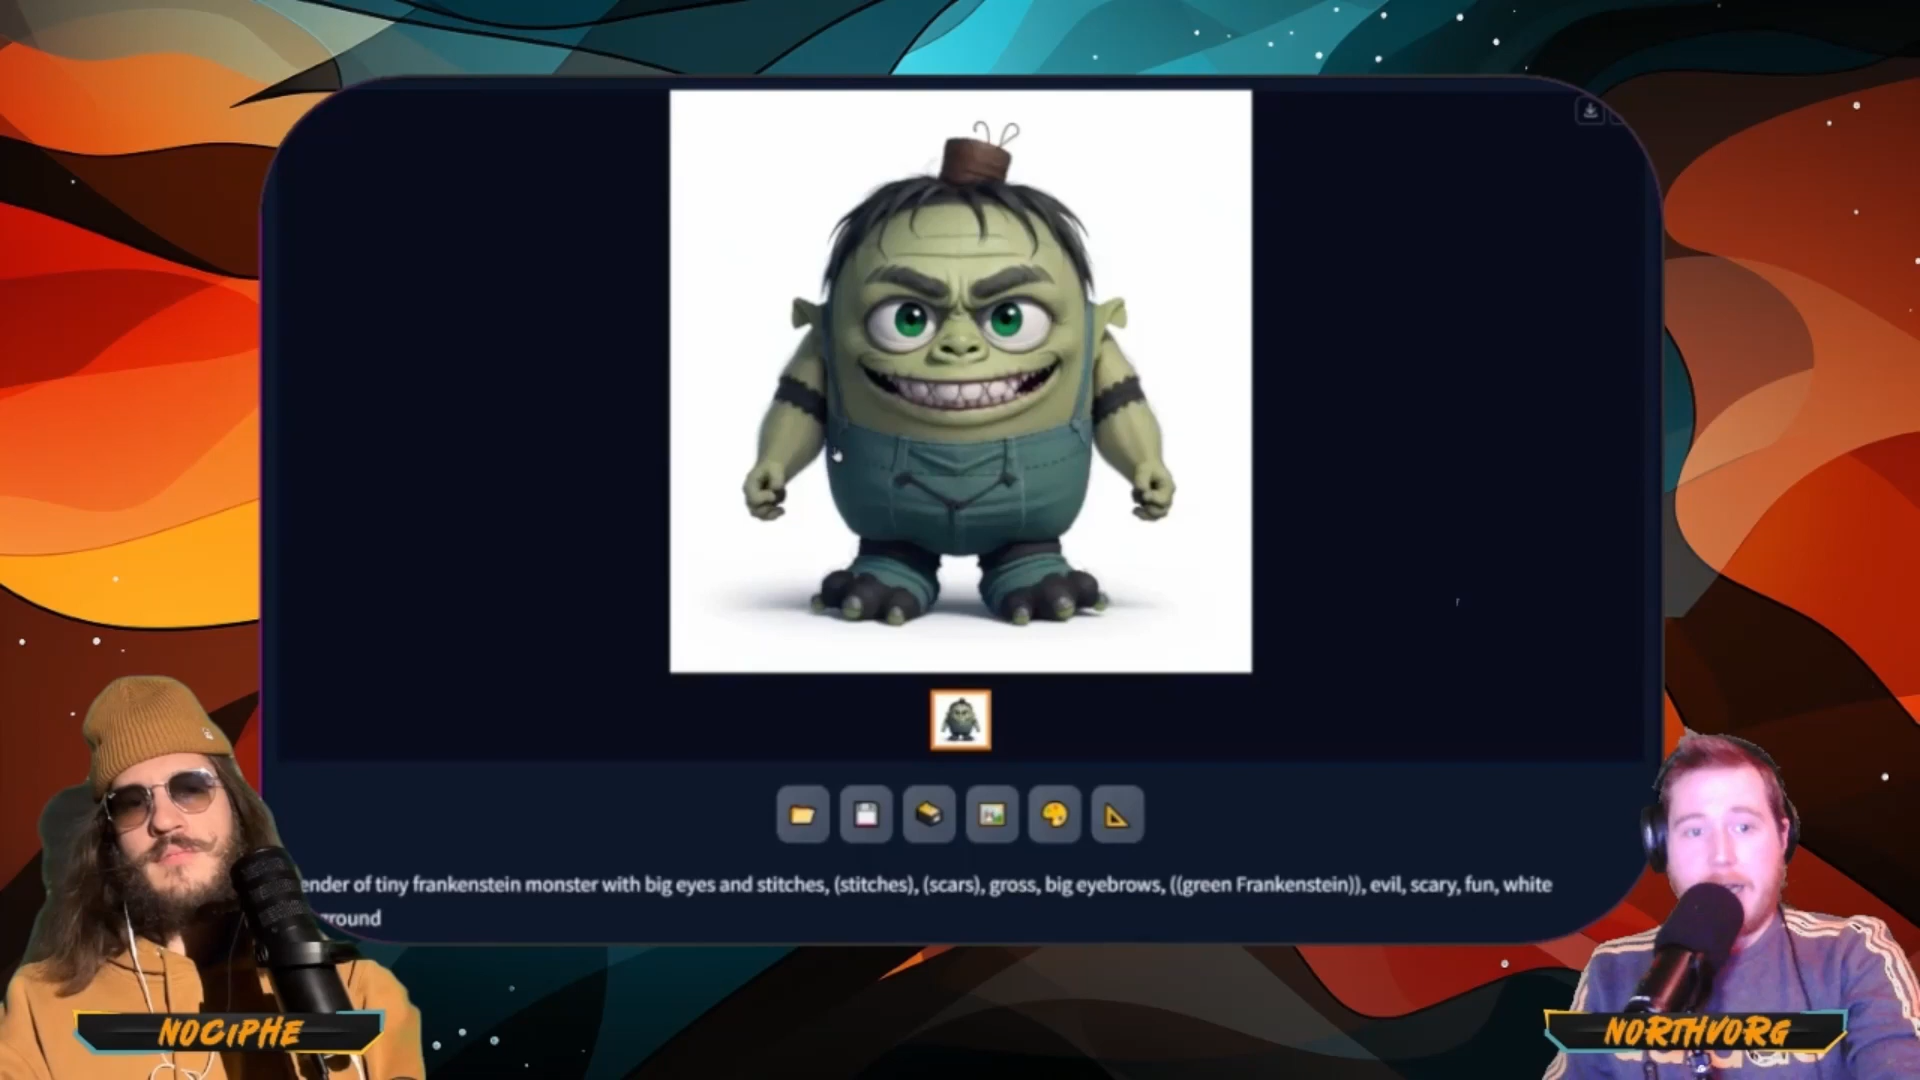 ender of tiny frankenstein monster with big eyes and stitches, (stitches), (scars), gross, big eyebrows, ((green Frankenstein)), evil, scary, fun, white
ground
NOCIPHE
NORTHVORG